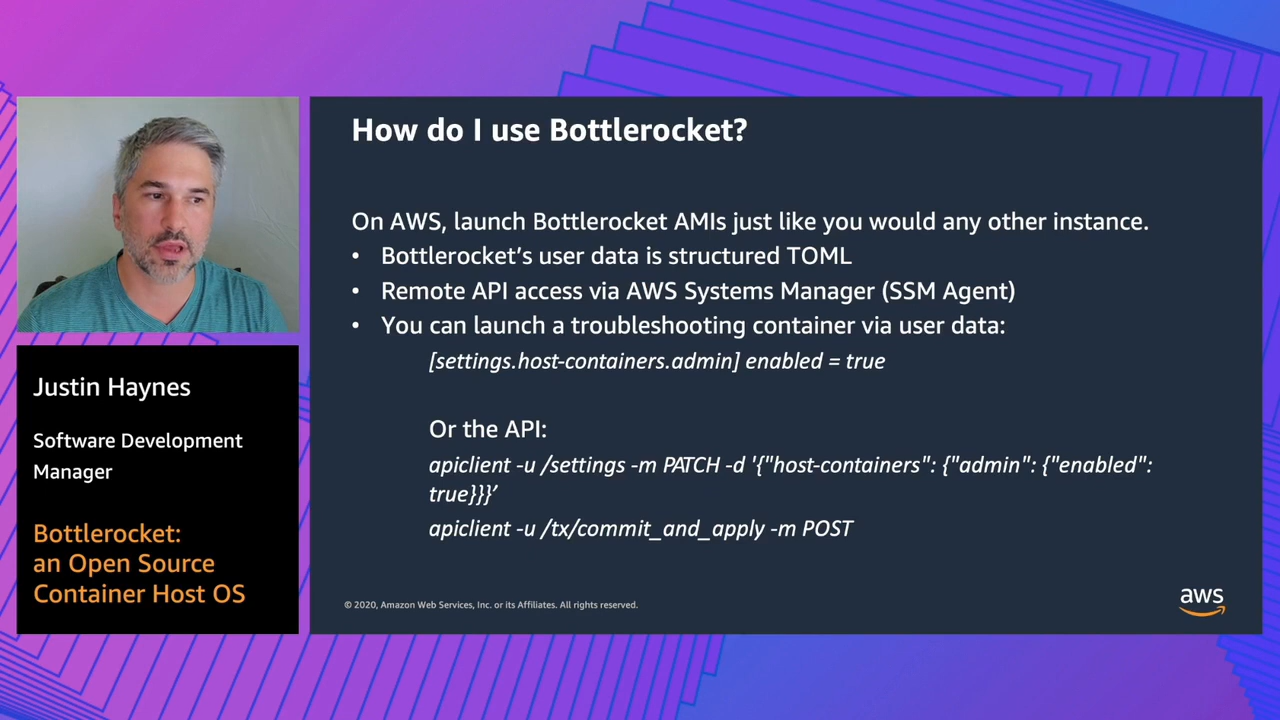 How do I use Bottlerocket?
On AWS, launch Bottlerocket AMIs just like you would any other instance.
• Bottlerocket’s user data is structured TOML
• Remote API access via AWS Systems Manager (SSM Agent)
• You can launch a troubleshooting container via user data:
[settings.host-containers.admin] enabled = true
Or the API:
apiclient -u /settings -m PATCH -d '{"host-containers": {"admin": {"enabled":
true}}}’
apiclient -u /tx/commit_and_apply -m POST
© 2020, Amazon Web Services, Inc. or its Affiliates. All rights reserved.
aws
Justin Haynes
Software Development
Manager
Bottlerocket:
an Open Source
Container Host OS